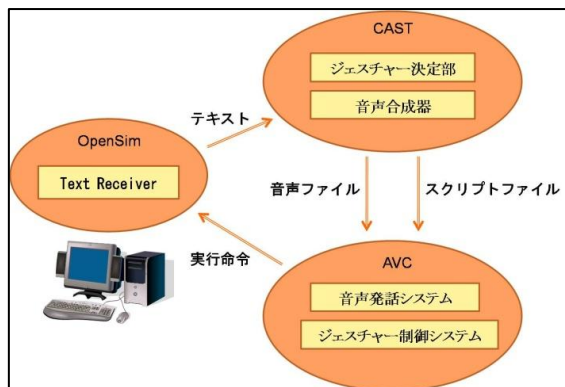 CAST
ジェスチャー決定部
音声合成器
テキスト
OpenSim
Text Receiver
音声ファイル
スクリプトファイル
実行命令
AVC
音声発話システム
ジェスチャー制御システム